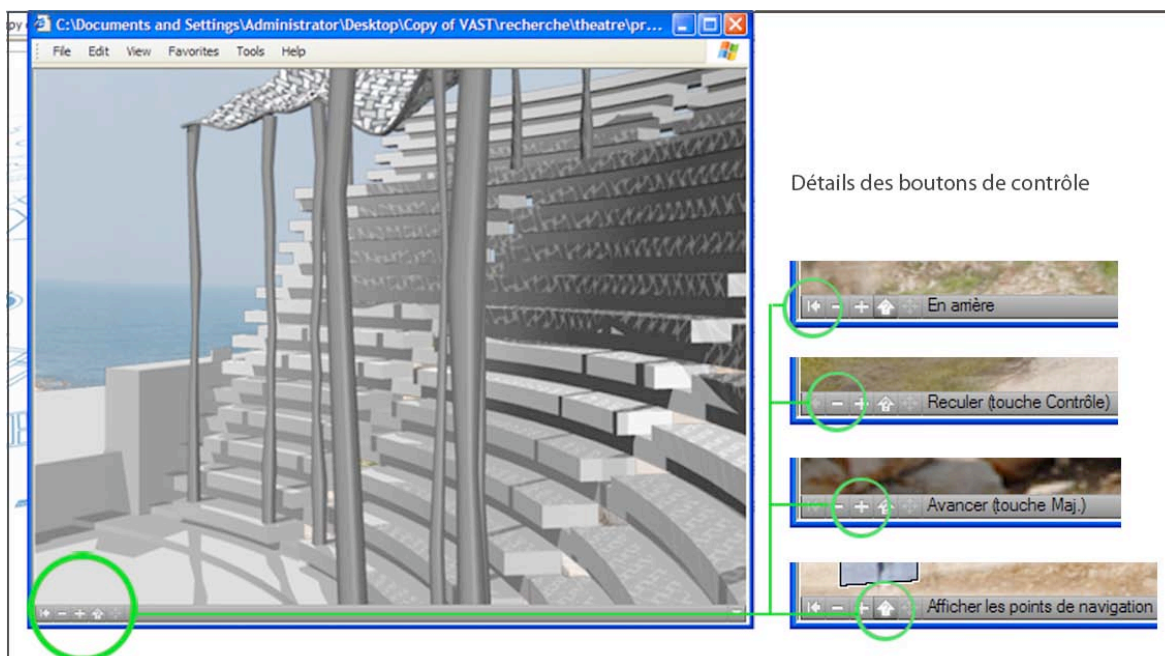 C:\Documents and Settings\Administrator\Desktop\Copy of VAST\recherche\theatre\pr...
File Edit View Favorites Tools Help
Détails des boutons de contrôle
En arrière
Reculer (touche Contrôle)
Avancer (touche Maj.)
Afficher les points de navigation